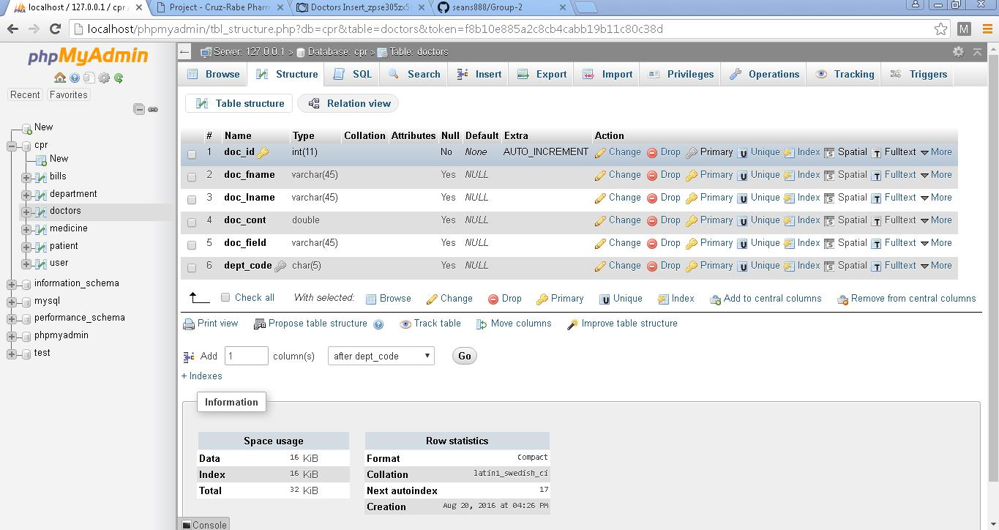 localhost / 127.0.0.1 / cpr
Project - Cruz-Rabe Pharm
Doctors Insert_zpse305zx5
seans888/Group-2
localhost/phpmyadmin/tbl_structure.php?db=cpr&table=doctors&token=f8b10e885a2c8cb4cabb19b11c80c38d
M
phpMyAdmin
Recent Favorites
New
cpr
New
bills
department
doctors
medicine
patient
user
information_schema
mysql
performance_schema
phpmyadmin
test
Server: 127.0.0.1 » Database: cpr » Table: doctors
Browse Structure SQL Search Insert Export Import Privileges Operations Tracking Triggers
Table structure Relation view
# Name Type Collation Attributes Null Default Extra Action
1 doc_id int(11) No None AUTO_INCREMENT Change Drop Primary Unique Index Spatial Fulltext More
2 doc_fname varchar(45) Yes NULL Change Drop Primary Unique Index Spatial Fulltext More
3 doc_lname varchar(45) Yes NULL Change Drop Primary Unique Index Spatial Fulltext More
4 doc_cont double Yes NULL Change Drop Primary Unique Index Spatial Fulltext More
5 doc_field varchar(45) Yes NULL Change Drop Primary Unique Index Spatial Fulltext More
6 dept_code char(5) Yes NULL Change Drop Primary Unique Index Spatial Fulltext More
Check all With selected: Browse Change Drop Primary Unique Index Add to central columns Remove from central columns
Print view Propose table structure Track table Move columns Improve table structure
Add 1 column(s) after dept_code Go
+ Indexes
Information
Space usage
Data 16 KiB
Index 16 KiB
Total 32 KiB
Row statistics
Format Compact
Collation latin1_swedish_ci
Next autoindex 17
Creation Aug 20, 2016 at 04:26 PM
Console